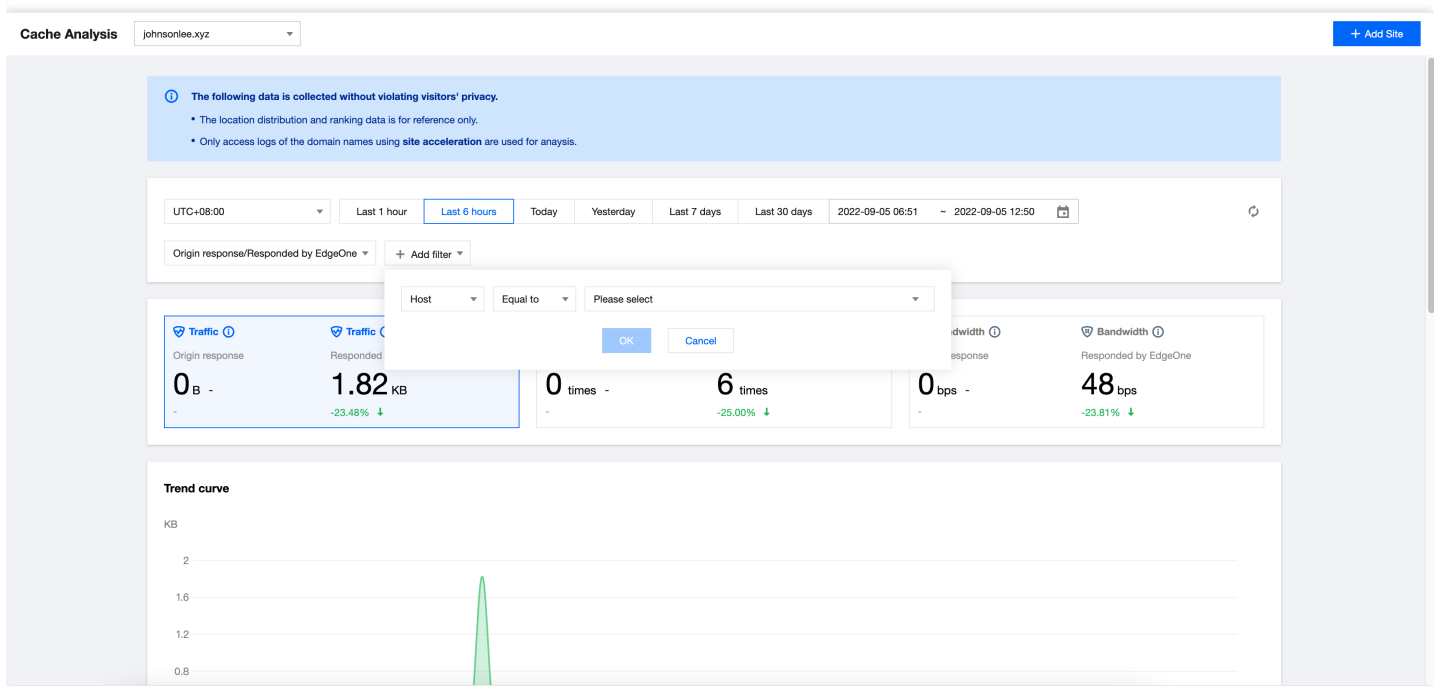 Cache Analysis johnsonlee.xyz + Add Site
The following data is collected without violating visitors' privacy.
• The location distribution and ranking data is for reference only.
• Only access logs of the domain names using site acceleration are used for anaysis.
UTC+08:00 Last 1 hour Last 6 hours Today Yesterday Last 7 days Last 30 days 2022-09-05 06:51 ~ 2022-09-05 12:50
Origin response/Responded by EdgeOne + Add filter
Host Equal to Please select
OK Cancel
Traffic Traffic dwidth Bandwidth
Origin response Responded esponse Responded by EdgeOne
0 B - 1.82 KB 0 times - 6 times 0 bps - 48 bps
- -23.48% ↓ - -25.00% ↓ - -23.81% ↓
Trend curve
KB
2
1.6
1.2
0.8